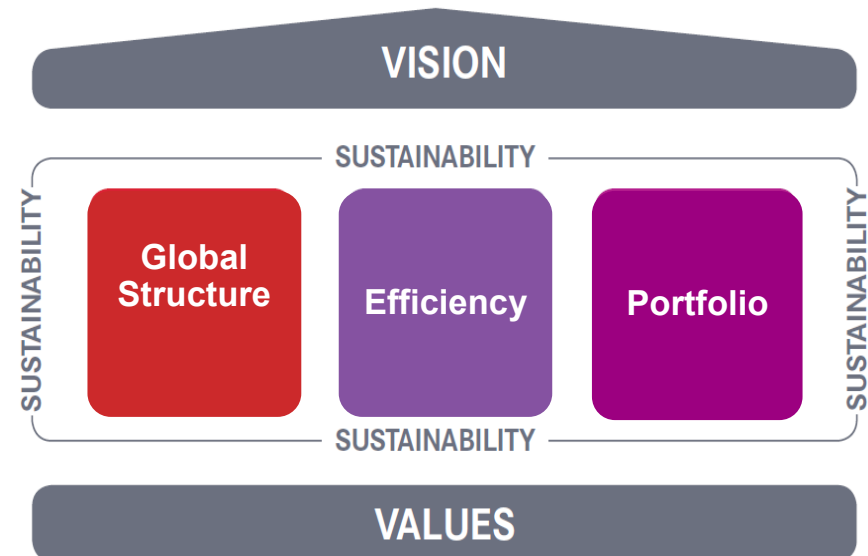 VISION
SUSTAINABILITY
SUSTAINABILITY
Global
Structure
Efficiency
Portfolio
SUSTAINABILITY
SUSTAINABILITY
VALUES